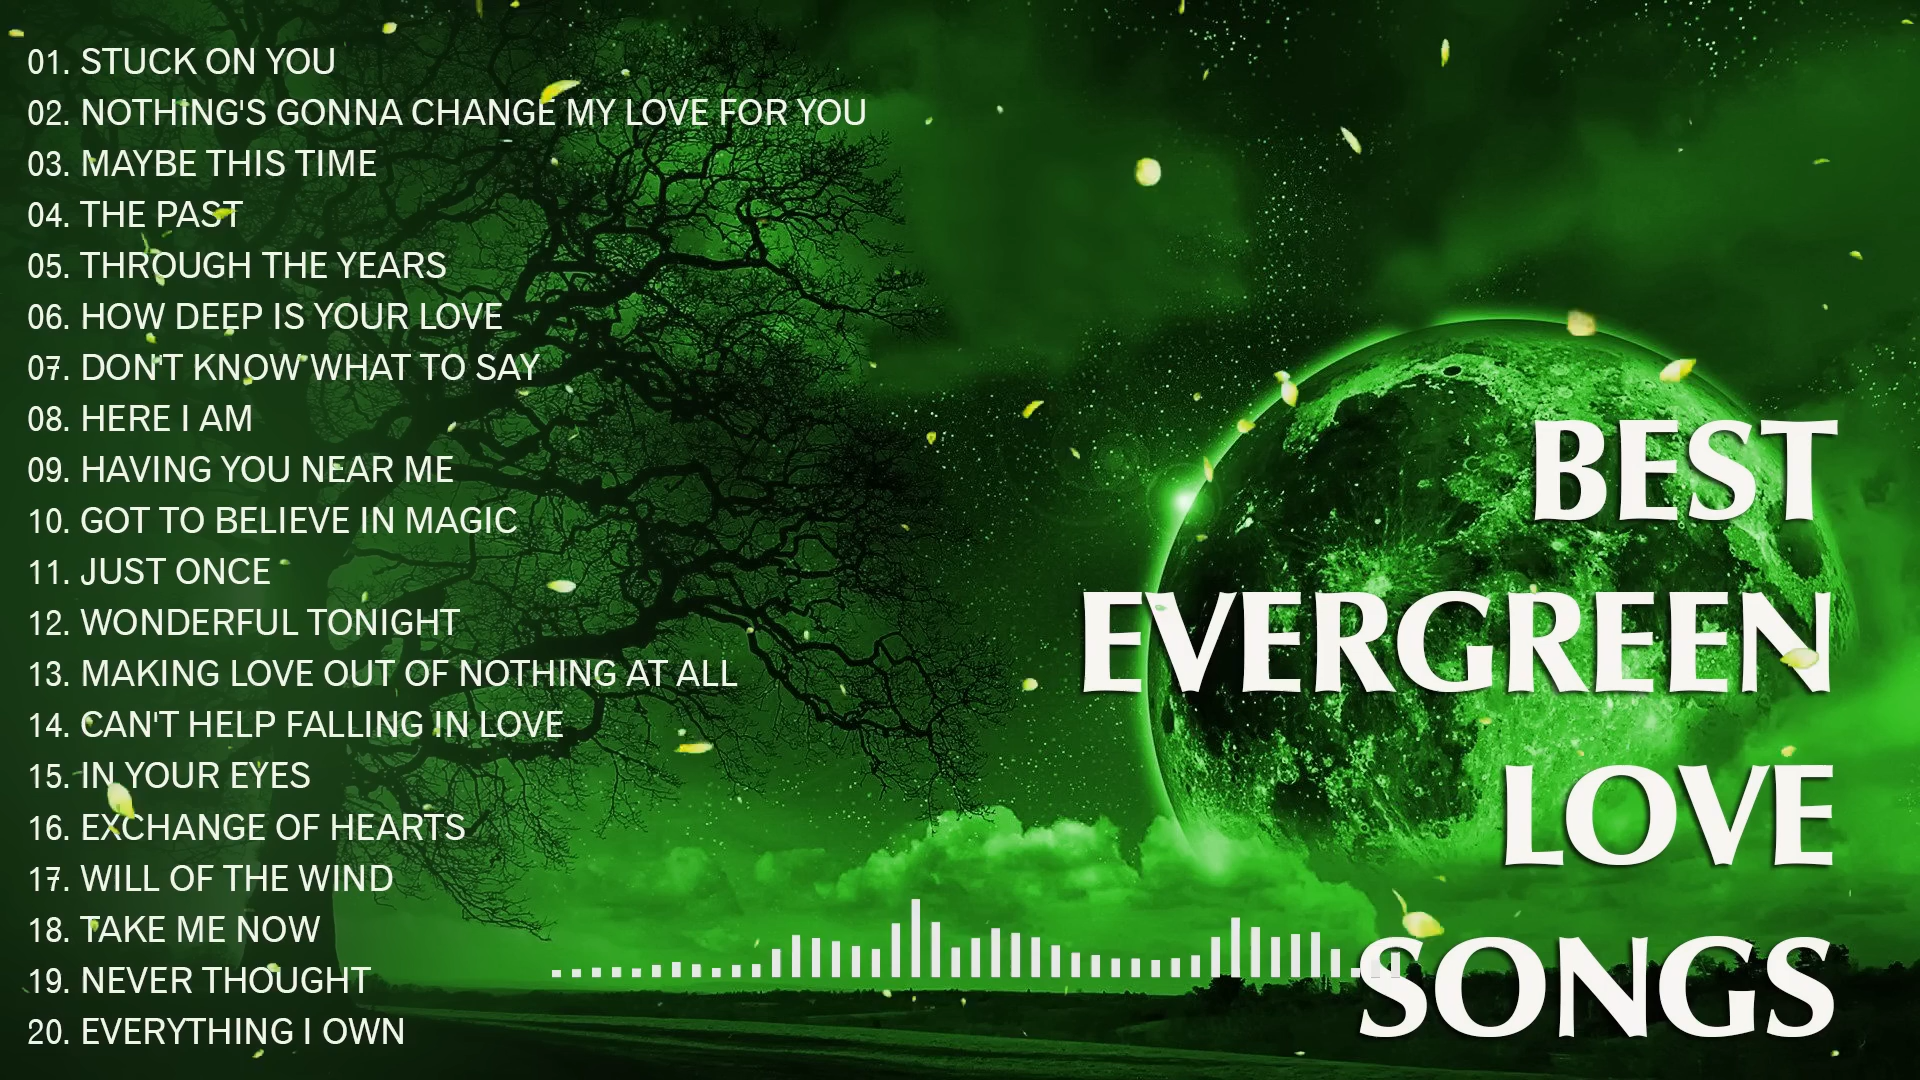 01. STUCK ON YOU
02. NOTHING'S GONNA CHANGE MY LOVE FOR YOU
03. MAYBE THIS TIME
04. THE PAST
05. THROUGH THE YEARS
06. HOW DEEP IS YOUR LOVE
07. DON'T KNOW WHAT TO SAY
08. HERE I AM
09. HAVING YOU NEAR ME
10. GOT TO BELIEVE IN MAGIC
11. JUST ONCE
12. WONDERFUL TONIGHT
13. MAKING LOVE OUT OF NOTHING AT ALL
14. CAN'T HELP FALLING IN LOVE
15. IN YOUR EYES
16. EXCHANGE OF HEARTS
17. WILL OF THE WIND
18. TAKE ME NOW
19. NEVER THOUGHT
20. EVERYTHING I OWN
BEST
EVERGREEN
LOVE
SONGS